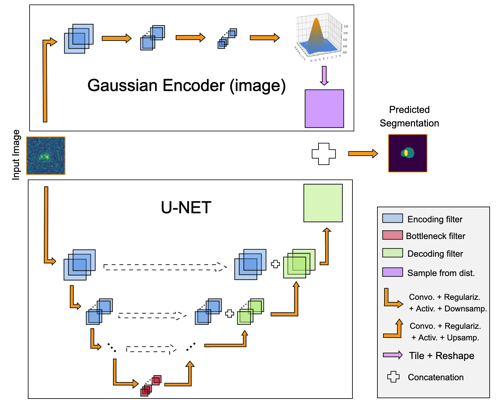 Gaussian Encoder (image)
Predicted
Segmentation
Input Image
U-NET
Encoding filter
Bottleneck filter
Decoding filter
Sample from dist.
Convo. + Regulariz.
+ Activ. + Downsamp.
Convo. + Regulariz.
+ Activ. + Upsamp.
Tile + Reshape
Concatenation